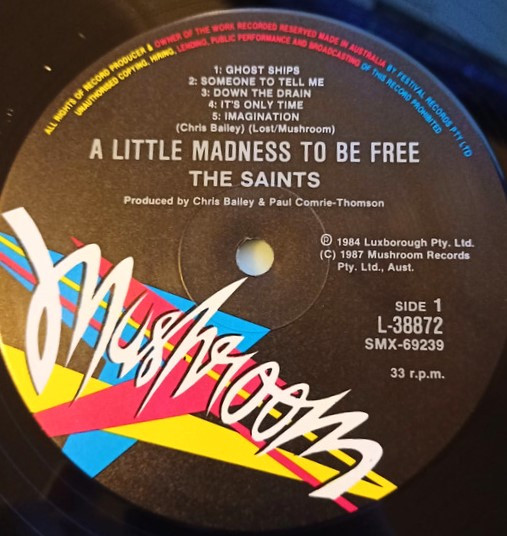 ALL RIGHTS OF RECORD PRODUCER & OWNER OF THE WORK RECORDED RESERVED MADE IN AUSTRALIA BY FESTIVAL RECORDS PTY LTD
UNAUTHORISED COPYING, HIRING, LENDING, PUBLIC PERFORMANCE AND BROADCASTING OF THIS RECORD PROHIBITED
1: GHOST SHIPS
2: SOMEONE TO TELL ME
3: DOWN THE DRAIN
4: IT'S ONLY TIME
5: IMAGINATION
(Chris Bailey) (Lost/Mushroom)
A LITTLE MADNESS TO BE FREE
THE SAINTS
Produced by Chris Bailey & Paul Comrie-Thomson
Ⓟ 1984 Luxborough Pty. Ltd.
(C) 1987 Mushroom Records
Pty. Ltd., Aust.
SIDE 1
L-38872
SMX-69239
33 r.p.m.
Mushroom